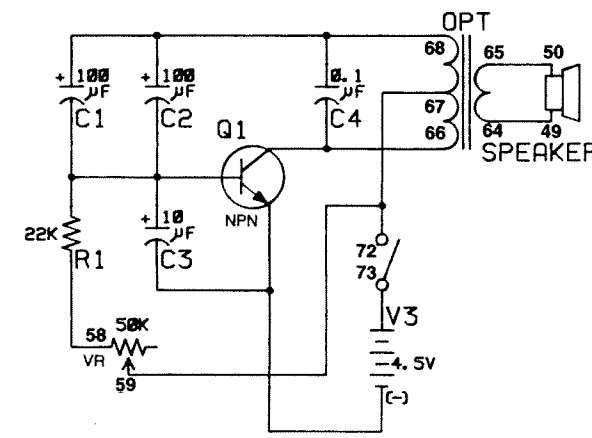 OPT
68
65
50
+ 100 µF
C1
+ 100 µF
C2
0.1 µF
C4
67
66
64
49
SPEAKER
Q1
NPN
22K
R1
+ 10 µF
C3
72
73
58
50K
VR
59
V3
4.5V
(-)